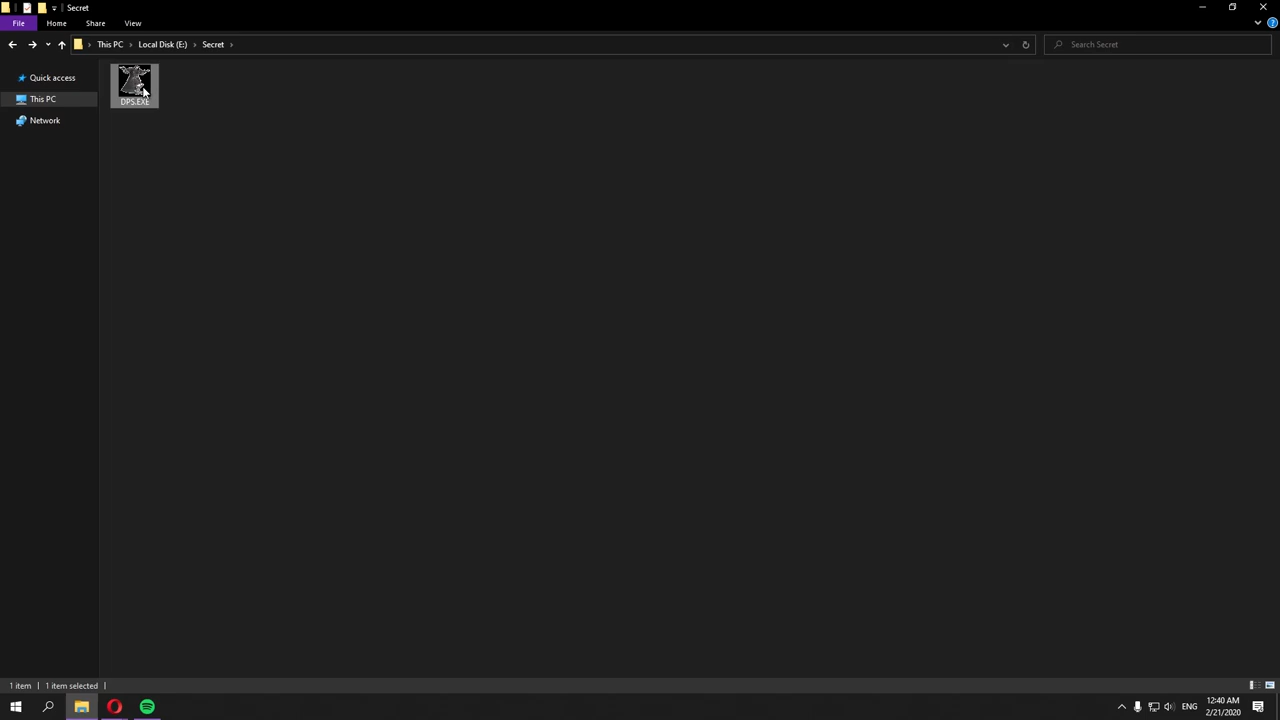 Secret
File Home Share View
This PC Local Disk (E:) Secret
Search Secret
Quick access
This PC
Network
DPS.EXE
1 item 1 item selected
ENG
12:40 AM
2/21/2020